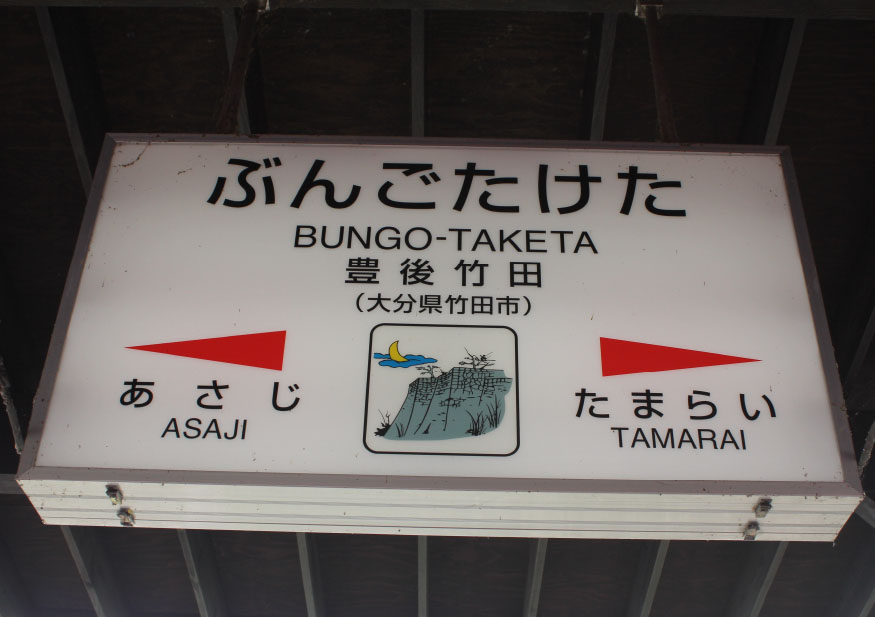 ぶんごたけた
BUNGO-TAKETA
豊後竹田
（大分県竹田市）
あさじ
ASAJI
たまらい
TAMARAI